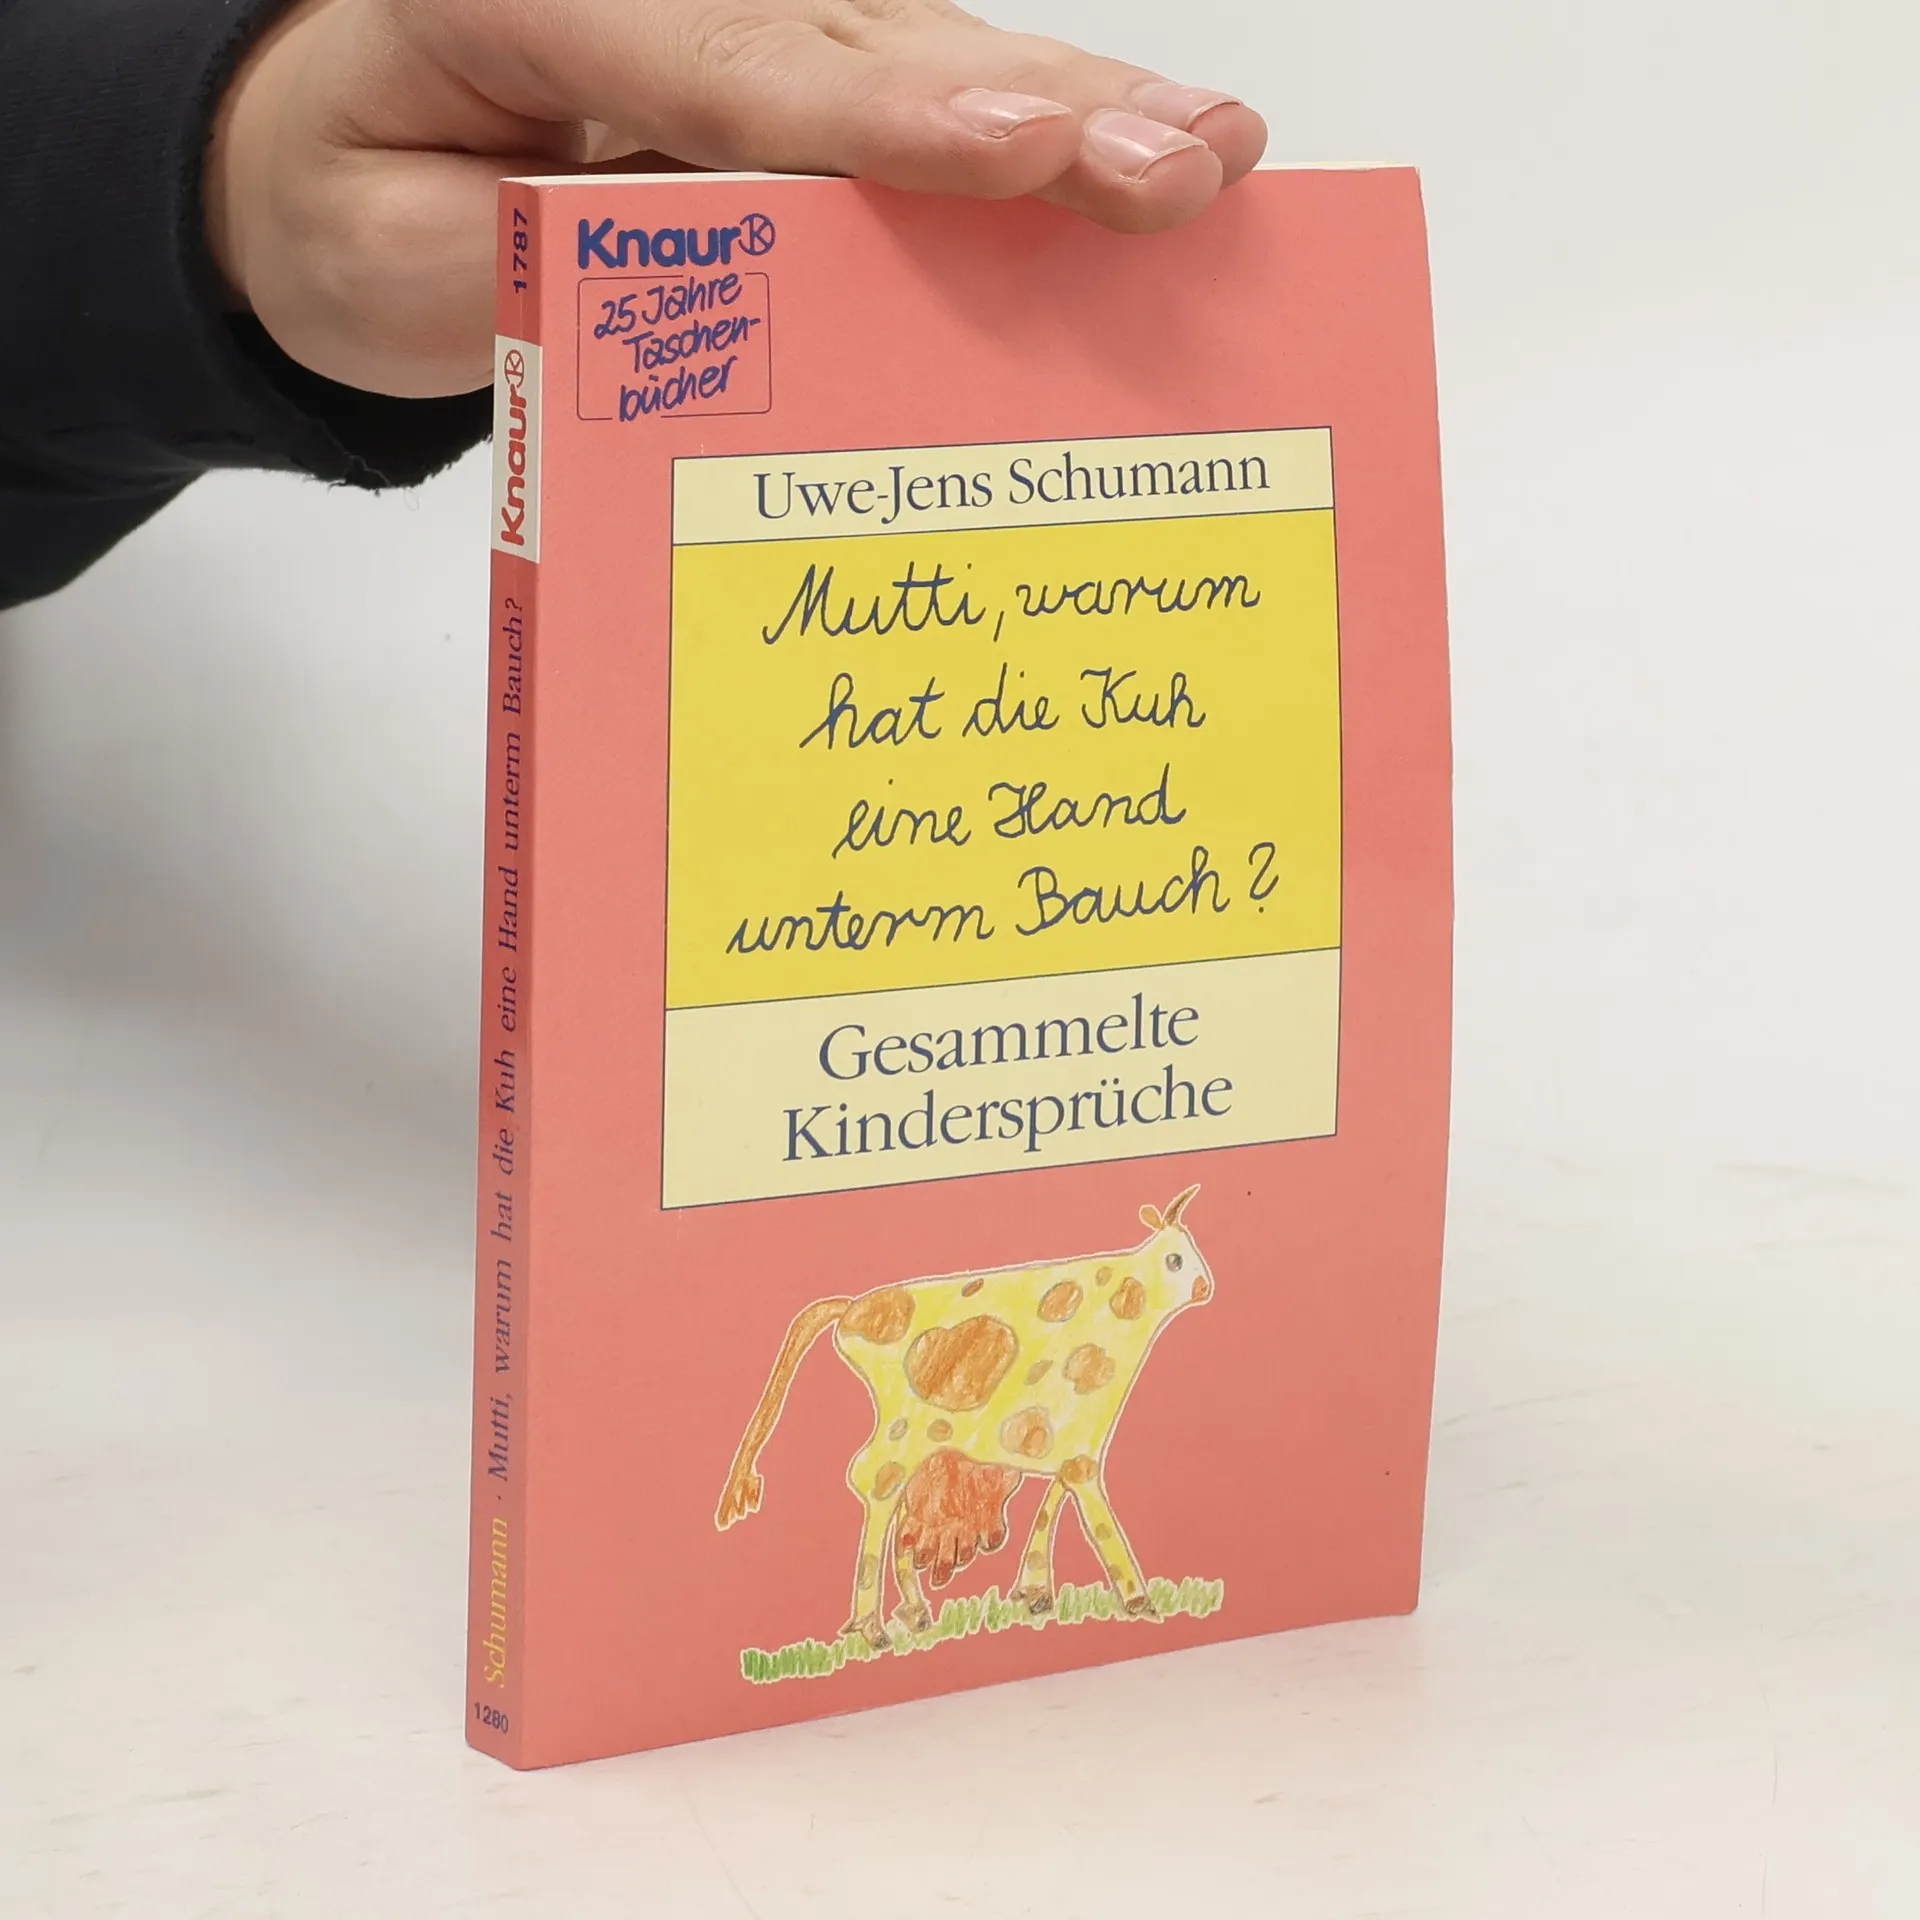 Knaur
25 Jahre
Taschen-
bücher
Uwe-Jens Schumann
Mutti, warum
hat die Kuh
eine Hand
unterm Bauch?
Gesammelte
Kindersprüche
1787
Knaur
Schumann · Mutti, warum hat die Kuh eine Hand unterm Bauch?
1280